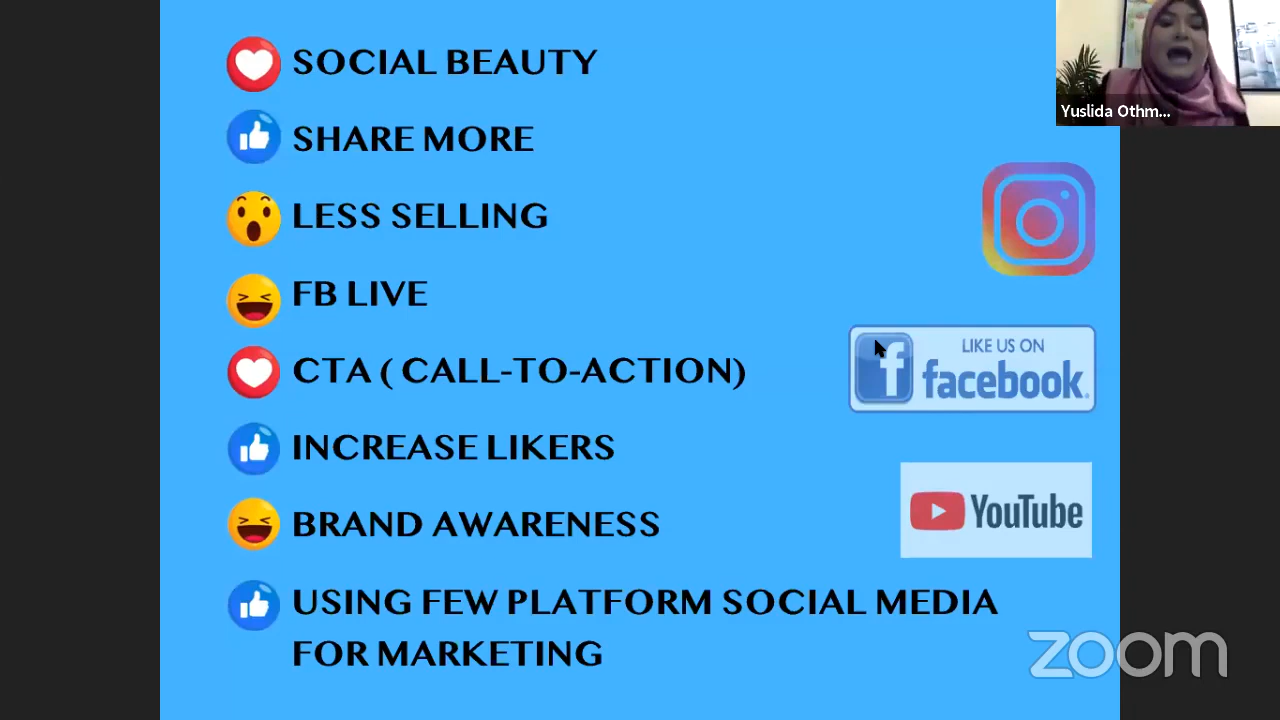 SOCIAL BEAUTY
SHARE MORE
LESS SELLING
FB LIVE
CTA ( CALL-TO-ACTION)
INCREASE LIKERS
BRAND AWARENESS
USING FEW PLATFORM SOCIAL MEDIA
FOR MARKETING
Yuslida Othm...
LIKE US ON
facebook.
YouTube
zoom